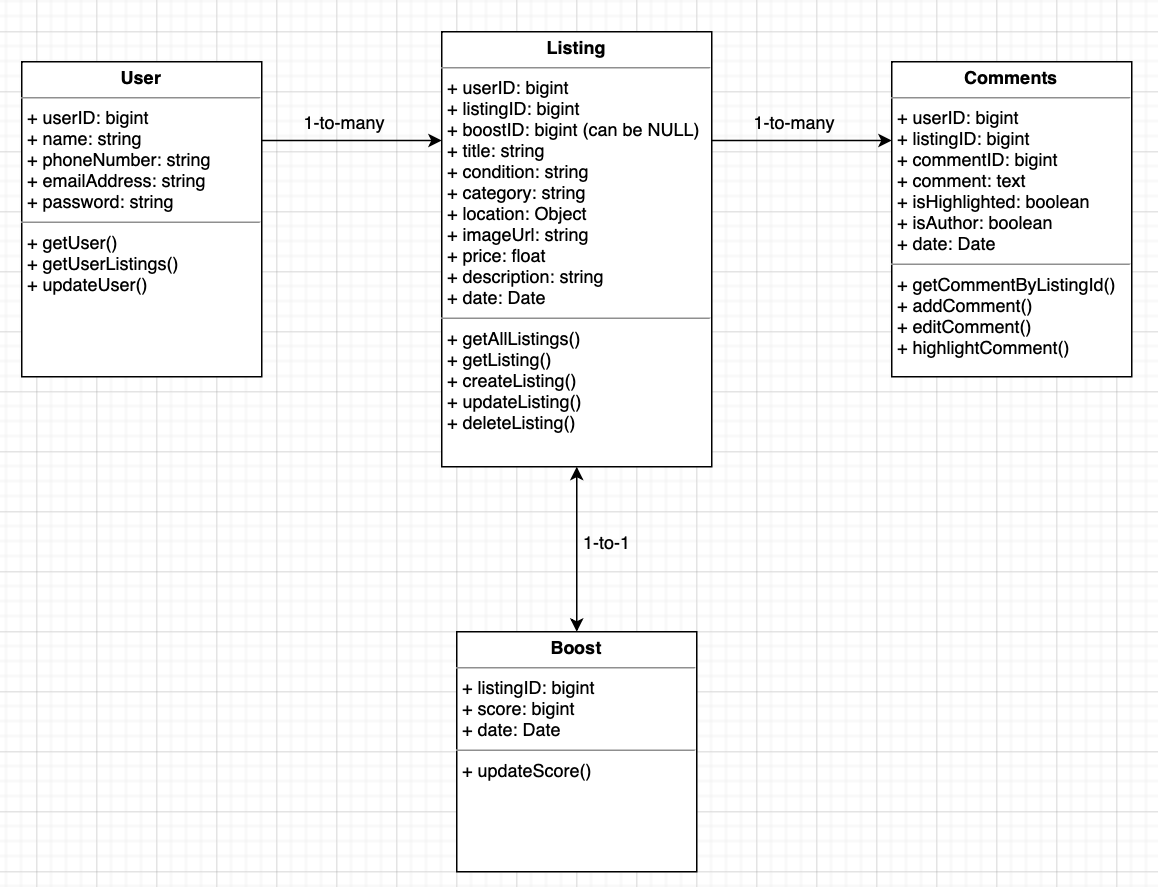 User
+ userID: bigint
+ name: string
+ phoneNumber: string
+ emailAddress: string
+ password: string
+ getUser()
+ getUserListings()
+ updateUser()
1-to-many
Listing
+ userID: bigint
+ listingID: bigint
+ boostID: bigint (can be NULL)
+ title: string
+ condition: string
+ category: string
+ location: Object
+ imageUrl: string
+ price: float
+ description: string
+ date: Date
+ getAllListings()
+ getListing()
+ createListing()
+ updateListing()
+ deleteListing()
1-to-many
Comments
+ userID: bigint
+ listingID: bigint
+ commentID: bigint
+ comment: text
+ isHighlighted: boolean
+ isAuthor: boolean
+ date: Date
+ getCommentByListingId()
+ addComment()
+ editComment()
+ highlightComment()
1-to-1
Boost
+ listingID: bigint
+ score: bigint
+ date: Date
+ updateScore()